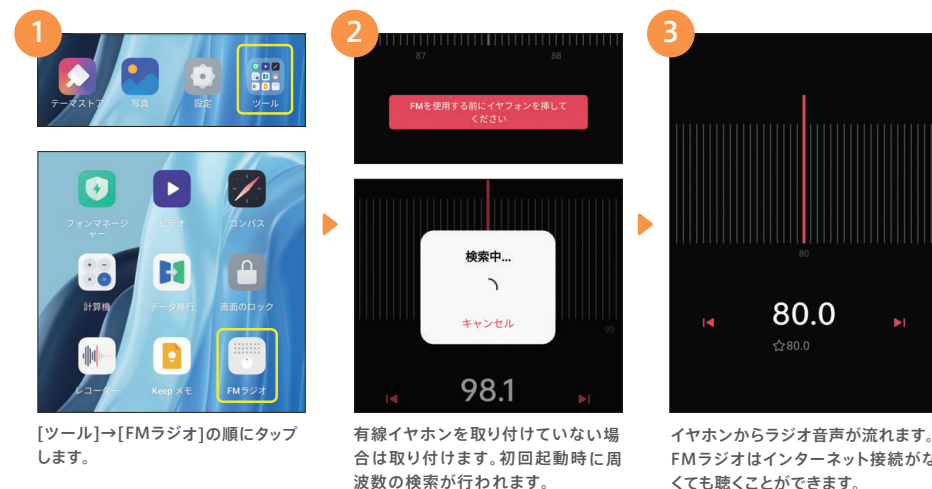 1
テーマストア 写真 設定 ツール
フォンマネージャー ビデオ コンパス
計算機 データ移行 画面のロック
レコーダー Keep メモ FMラジオ
[ツール]→[FMラジオ]の順にタップ
します。
2
87 88
FMを使用する前にイヤフォンを挿して
ください
検索中...
キャンセル
99
98.1
有線イヤホンを取り付けていない場
合は取り付けます。初回起動時に周
波数の検索が行われます。
3
80
80.0
☆80.0
イヤホンからラジオ音声が流れます。
FMラジオはインターネット接続がな
くても聴くことができます。